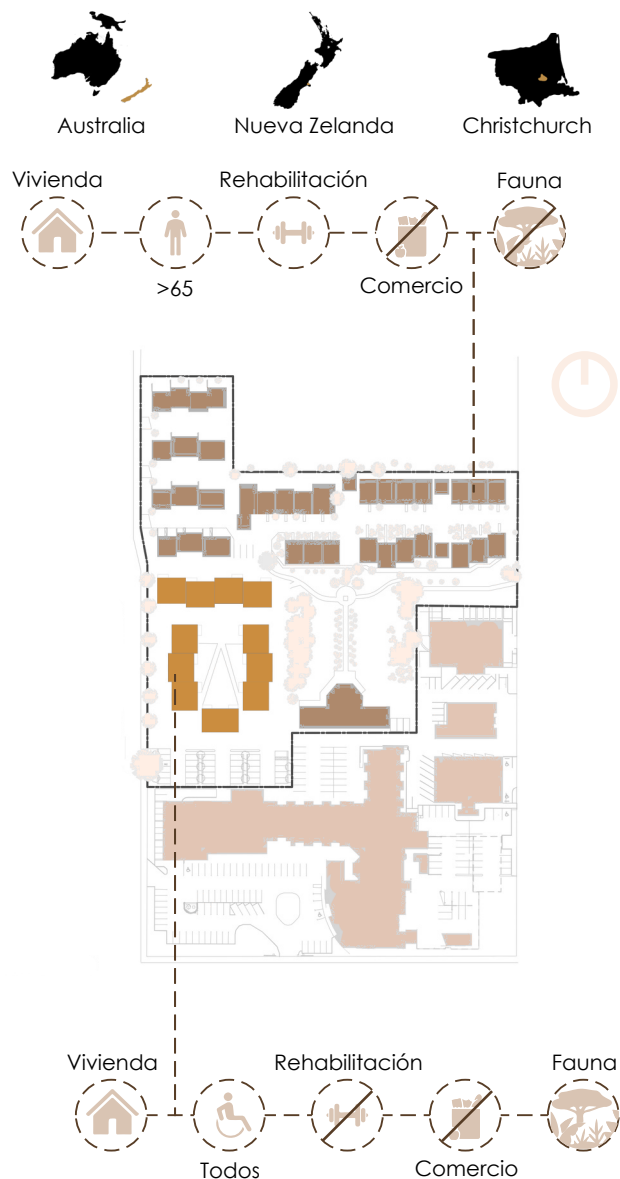 Australia
Nueva Zelanda
Christchurch
Vivienda
Rehabilitación
Fauna
>65
Comercio
Vivienda
Rehabilitación
Fauna
Todos
Comercio